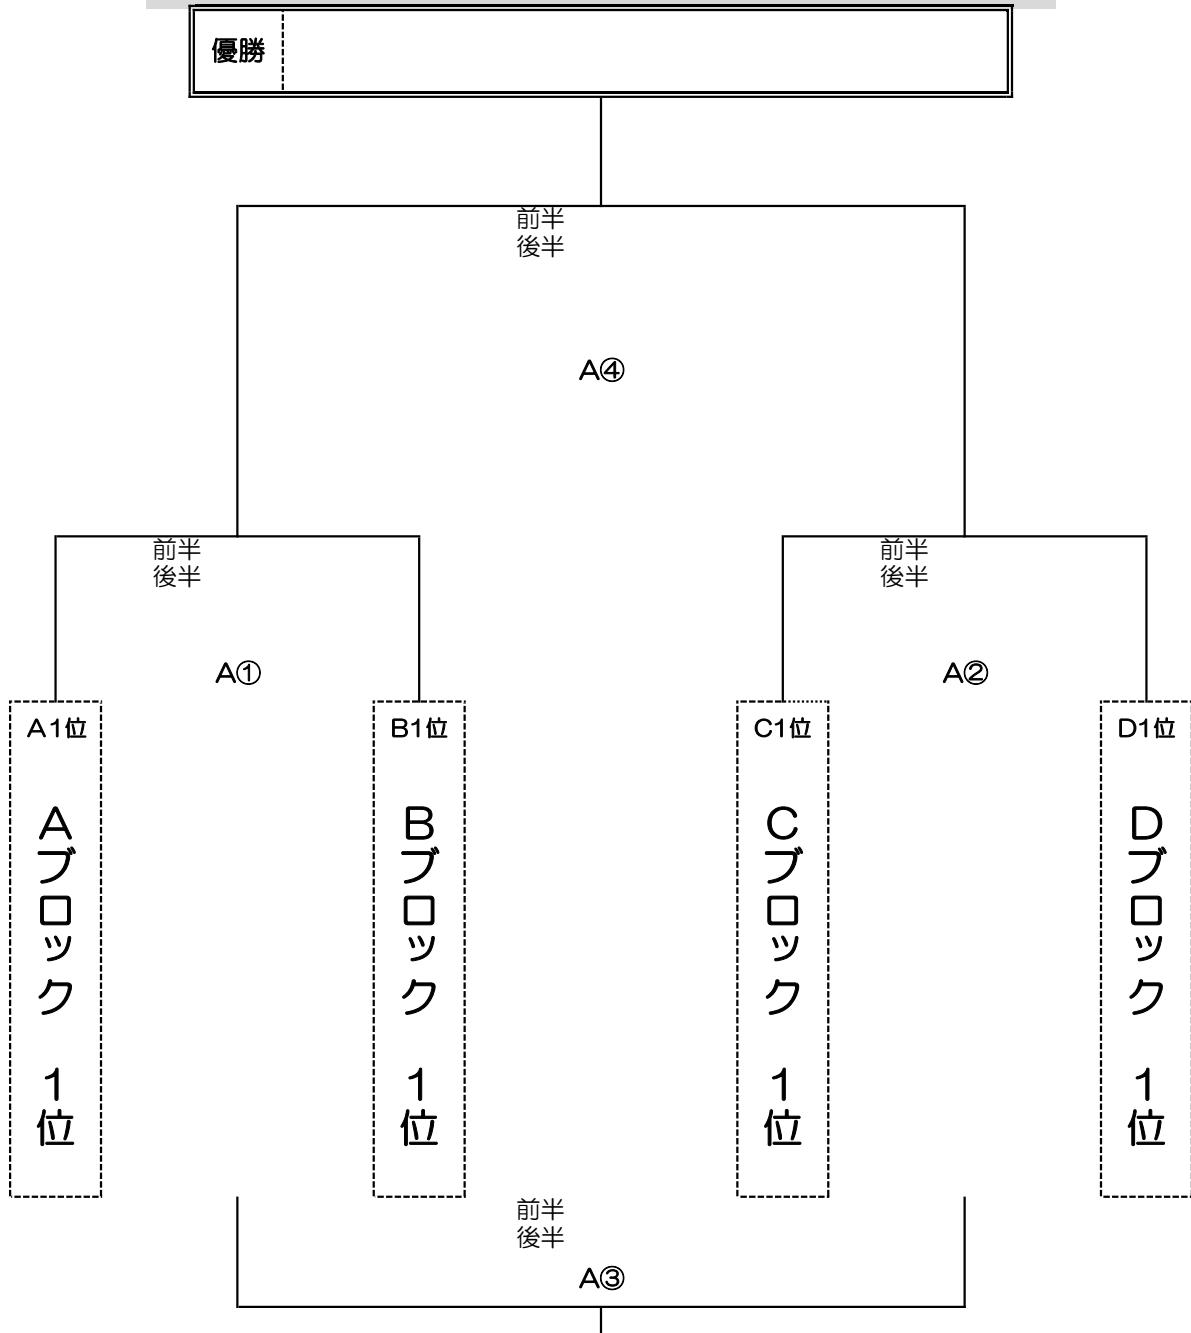 優勝
前半
後半
A④
前半
後半
前半
後半
A①
A②
A1位
B1位
C1位
D1位
Aブロック 1位
Bブロック 1位
Cブロック 1位
Dブロック 1位
前半
後半
A③